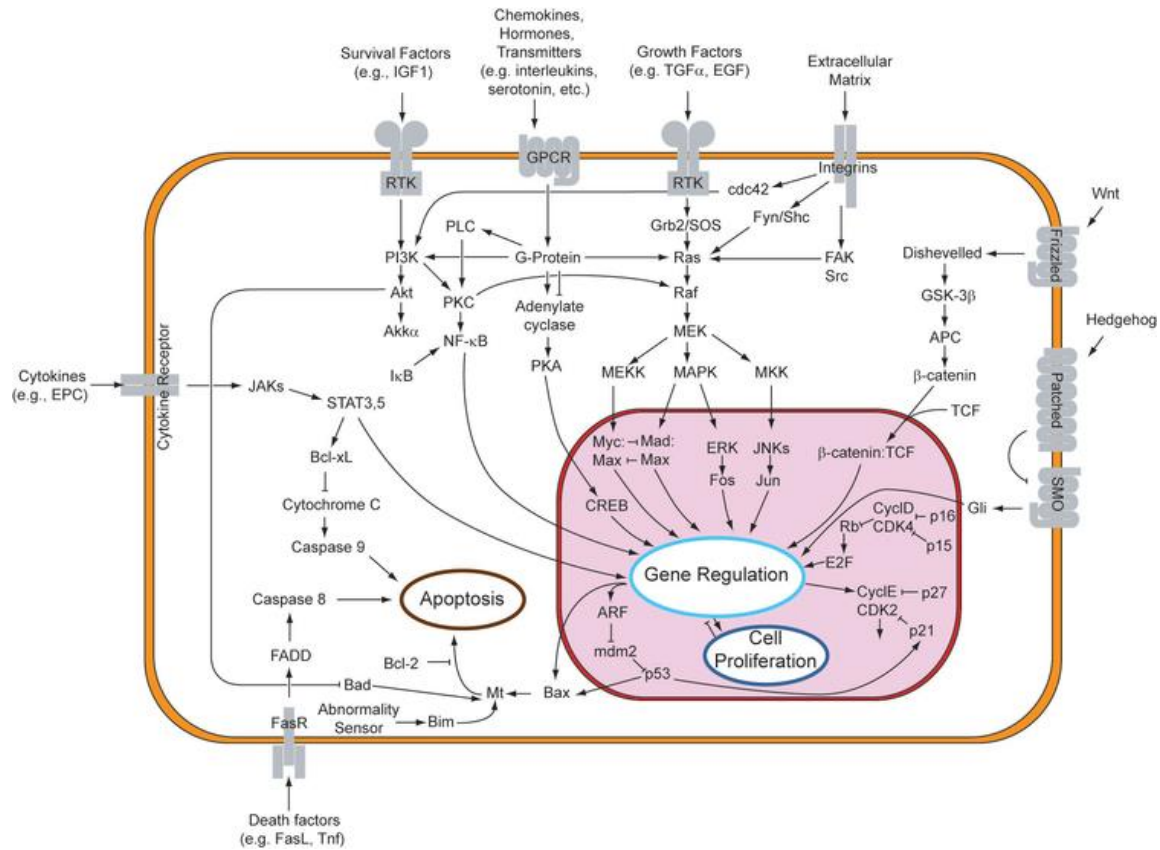 Chemokines,
Hormones,
Transmitters
(e.g. interleukins,
serotonin, etc.)
Survival Factors
(e.g., IGF1)
Growth Factors
(e.g. TGFα, EGF)
Extracellular
Matrix
RTK
GPCR
RTK
Integrins
cdc42
Wnt
PLC
Grb2/SOS
Fyn/Shc
Frizzled
PI3K
G-Protein
Ras
FAK
Src
Dishevelled
Akt
PKC
Adenylate
cyclase
Raf
GSK-3β
Akkα
NF-κB
MEK
APC
Hedgehog
IκB
PKA
MEKK
MAPK
MKK
β-catenin
Patched
Cytokines
(e.g., EPC)
Cytokine Receptor
JAKs
STAT3,5
TCF
Myc:
Max
Mad:
Max
ERK
JNKs
β-catenin:TCF
Bcl-xL
Fos
Jun
SMO
Cytochrome C
CREB
Gli
CyclD
CDK4
p16
Rb
p15
Caspase 9
E2F
Gene Regulation
Caspase 8
Apoptosis
ARF
CyclE
CDK2
p27
p21
FADD
mdm2
Cell
Proliferation
Bcl-2
p53
Bad
Mt
Bax
FasR
Abnormality
Sensor
Bim
Death factors
(e.g. FasL, Tnf)